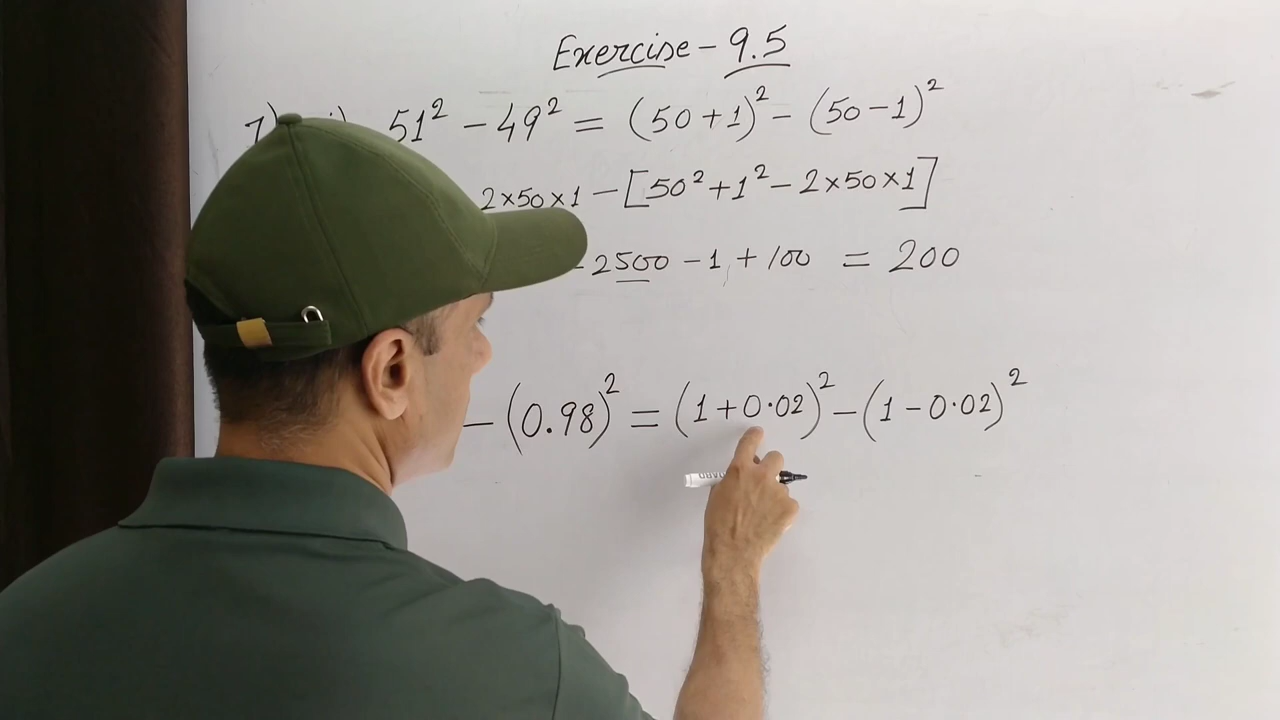 Exercise - 9.5
7) i) 51² - 49² = (50+1)² - (50-1)²
2×50×1 - [50²+1²-2×50×1]
- 2500 - 1 + 100 = 200
- (0.98)² = (1+0.02)² - (1-0.02)²